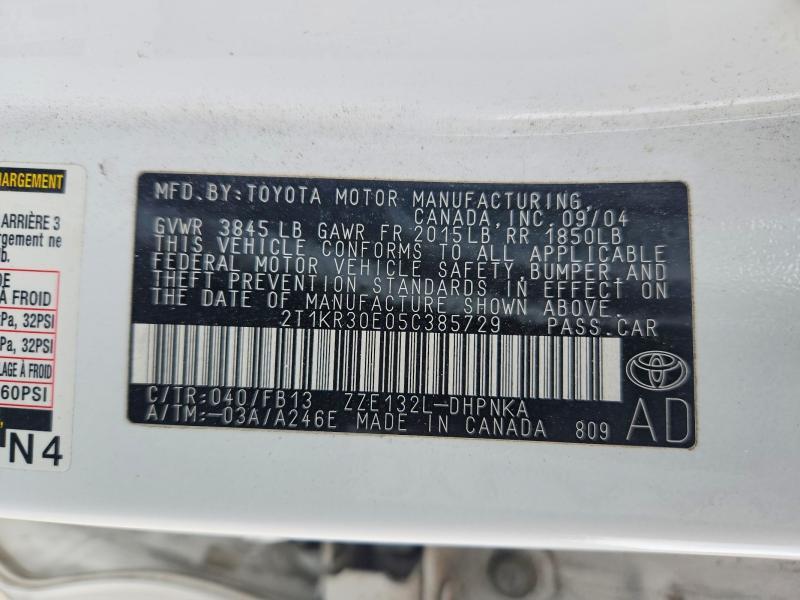 HARGEMENT
ARRIÈRE 3
argement ne
b.
DE
À FROID
Pa, 32PSI
Pa, 32PSI
LAGE À FROID
60PSI
N4
MFD.BY:TOYOTA MOTOR MANUFACTURING,
CANADA,INC. 09/04
GVWR 3845LB GAWR FR 2015LB,RR 1850LB
THIS VEHICLE CONFORMS TO ALL APPLICABLE
FEDERAL MOTOR VEHICLE SAFETY,BUMPER,AND
THEFT PREVENTION STANDARDS IN EFFECT ON
THE DATE OF MANUFACTURE SHOWN ABOVE.
2T1KR30E05C385729 PASS.CAR
C/TR:040/FB13 ZZE132L-DHPNKA
A/TM:-03A/A246E MADE IN CANADA 809
AD